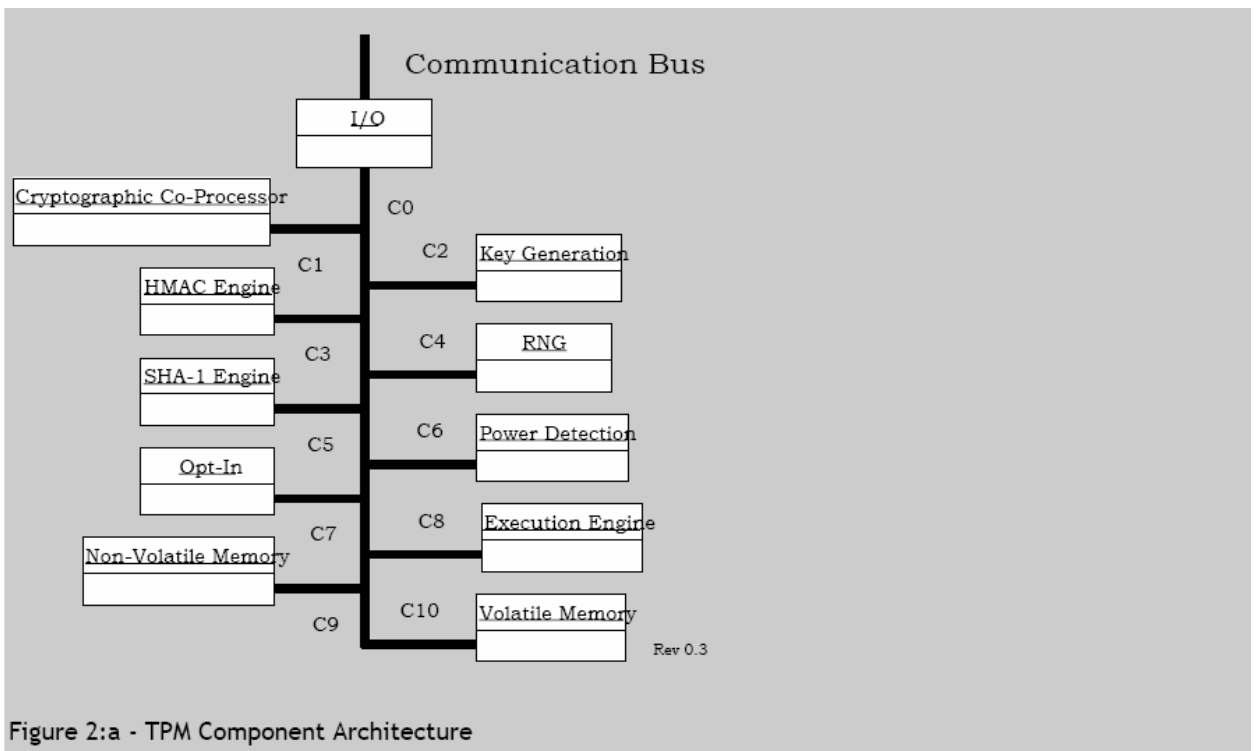 Communication Bus
I/O
Cryptographic Co-Processor
C0
C1
C2
Key Generation
HMAC Engine
C3
C4
RNG
SHA-1 Engine
C5
C6
Power Detection
Opt-In
C7
C8
Execution Engine
Non-Volatile Memory
C9
C10
Volatile Memory
Rev 0.3
Figure 2:a - TPM Component Architecture